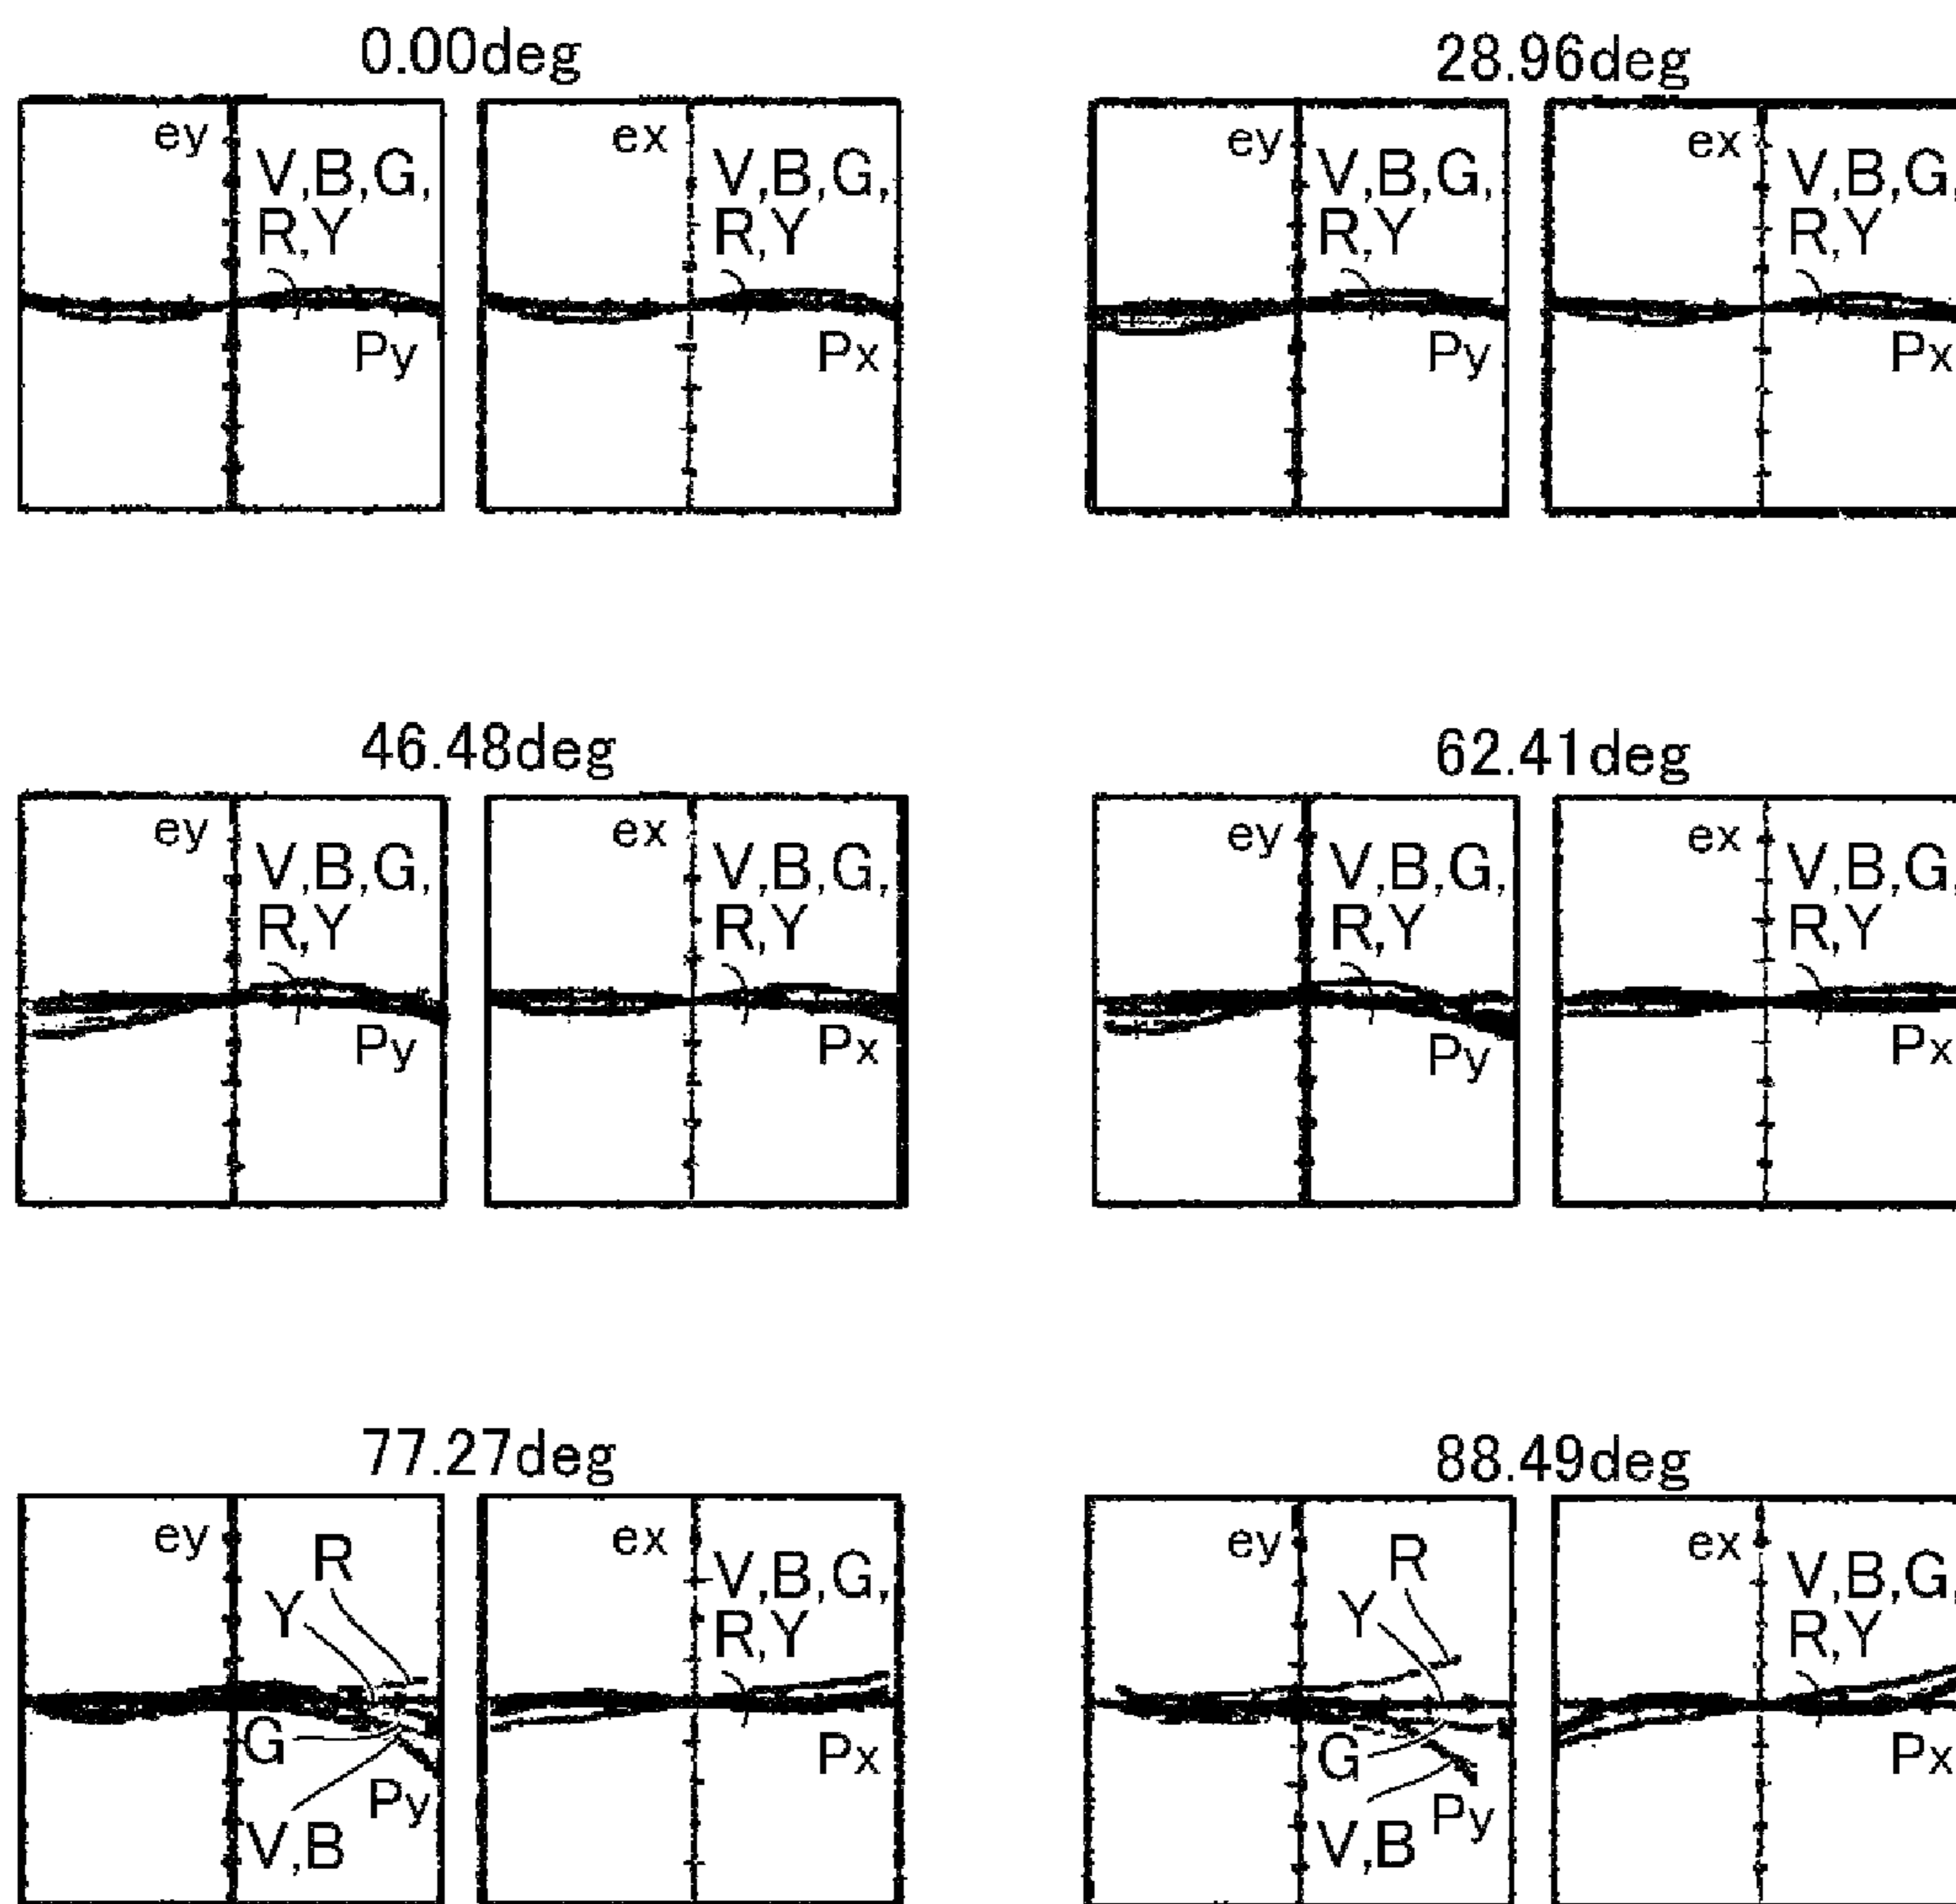 0.00deg
ey
V,B,G,
R,Y
Py
ex
V,B,G,
R,Y
Px
28.96deg
ey
V,B,G,
R,Y
Py
ex
V,B,G,
R,Y
Px
46.48deg
ey
V,B,G,
R,Y
Py
ex
V,B,G,
R,Y
Px
62.41deg
ey
V,B,G,
R,Y
Py
ex
V,B,G,
R,Y
Px
77.27deg
ey
R
Y
G
Py
V,B
ex
V,B,G,
R,Y
Px
88.49deg
ey
R
Y
G
Py
V,B
ex
V,B,G,
R,Y
Px